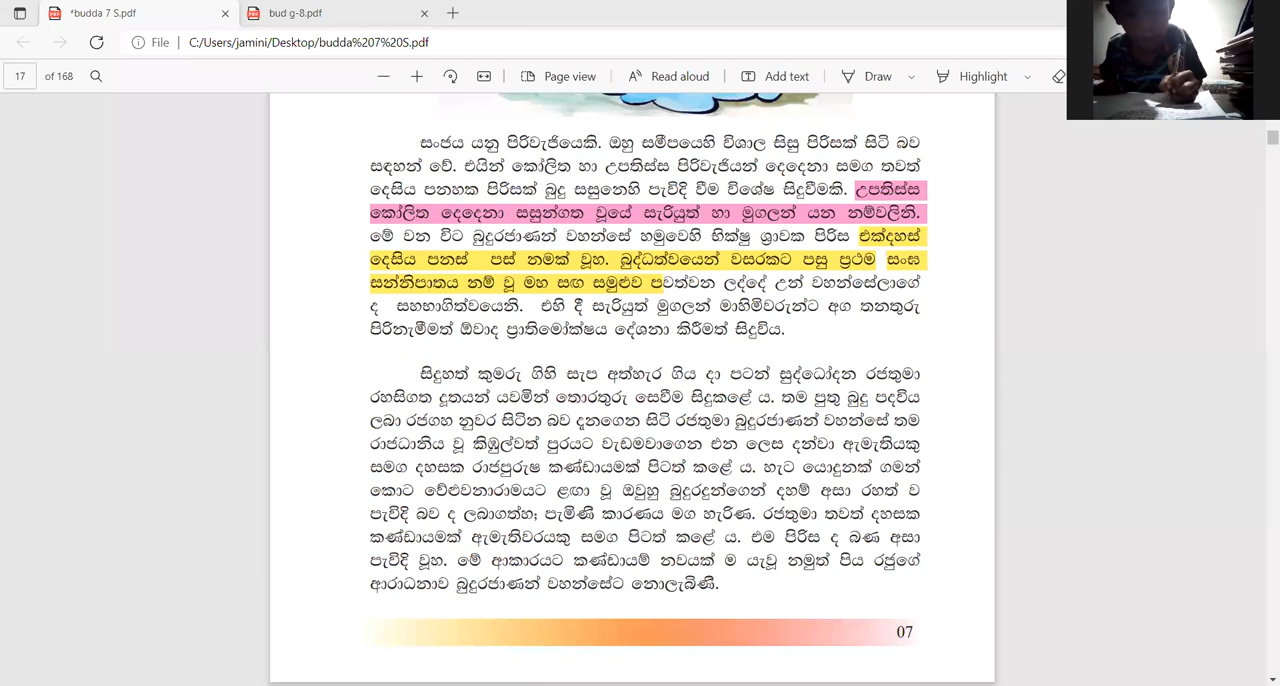 *budda 7 S.pdf
bud g-8.pdf
File
C:/Users/jamini/Desktop/budda%207%20S.pdf
17 of 168
Page view
Read aloud
Add text
Draw
Highlight
සංජය යනු පිරිවැජියෙකි. ඔහු සමීපයෙහි විශාල සිසු පිරිසක් සිටි බව
සඳහන් වේ. එයින් කෝලිත හා උපතිස්ස පිරිවැජියන් දෙදෙනා සමග තවත්
දෙසිය පනහක පිරිසක් බුදු සසුනෙහි පැවිදි වීම විශේෂ සිදුවීමකි. උපතිස්ස
කෝලිත දෙදෙනා සසුන්ගත වූයේ සැරියුත් හා මුගලන් යන නම්වලිනි.
මේ වන විට බුදුරජාණන් වහන්සේ හමුවෙහි භික්ෂු ශ්‍රාවක පිරිස එක්දහස්
දෙසිය පනස් පස් නමක් වූහ. බුද්ධත්වයෙන් වසරකට පසු ප්‍රථම සංඝ
සන්නිපාතය නම් වූ මහ සඟ සමුළුව පවත්වන ලද්දේ උන් වහන්සේලාගේ
ද සහභාගිත්වයෙනි. එහි දී සැරියුත් මුගලන් මාහිමිවරුන්ට අග තනතුරු
පිරිනැමීමත් ඕවාද ප්‍රාතිමෝක්ෂය දේශනා කිරීමත් සිදුවිය.
සිදුහත් කුමරු ගිහි සැප අත්හැර ගිය දා පටන් සුද්ධෝදන රජතුමා
රහසිගත දූතයන් යවමින් තොරතුරු සෙවීම සිදුකළේ ය. තම පුතු බුදු පදවිය
ලබා රජගහ නුවර සිටින බව දැනගෙන සිටි රජතුමා බුදුරජාණන් වහන්සේ තම
රාජධානිය වූ කිඹුල්වත් පුරයට වැඩමවාගෙන එන ලෙස දන්වා ඇමැතියකු
සමග දහසක රාජපුරුෂ කණ්ඩායමක් පිටත් කළේ ය. හැට යොදුනක් ගමන්
කොට වේළුවනාරාමයට ළඟා වූ ඔවුහු බුදුරදුන්ගෙන් දහම් අසා රහත් ව
පැවිදි බව ද ලබාගත්හ; පැමිණි කාරණය මග හැරිණ. රජතුමා තවත් දහසක
කණ්ඩායමක් ඇමැතිවරයකු සමග පිටත් කළේ ය. එම පිරිස ද බණ අසා
පැවිදි වූහ. මේ ආකාරයට කණ්ඩායම් නවයක් ම යැවූ නමුත් පිය රජුගේ
ආරාධනාව බුදුරජාණන් වහන්සේට නොලැබිණි.
07